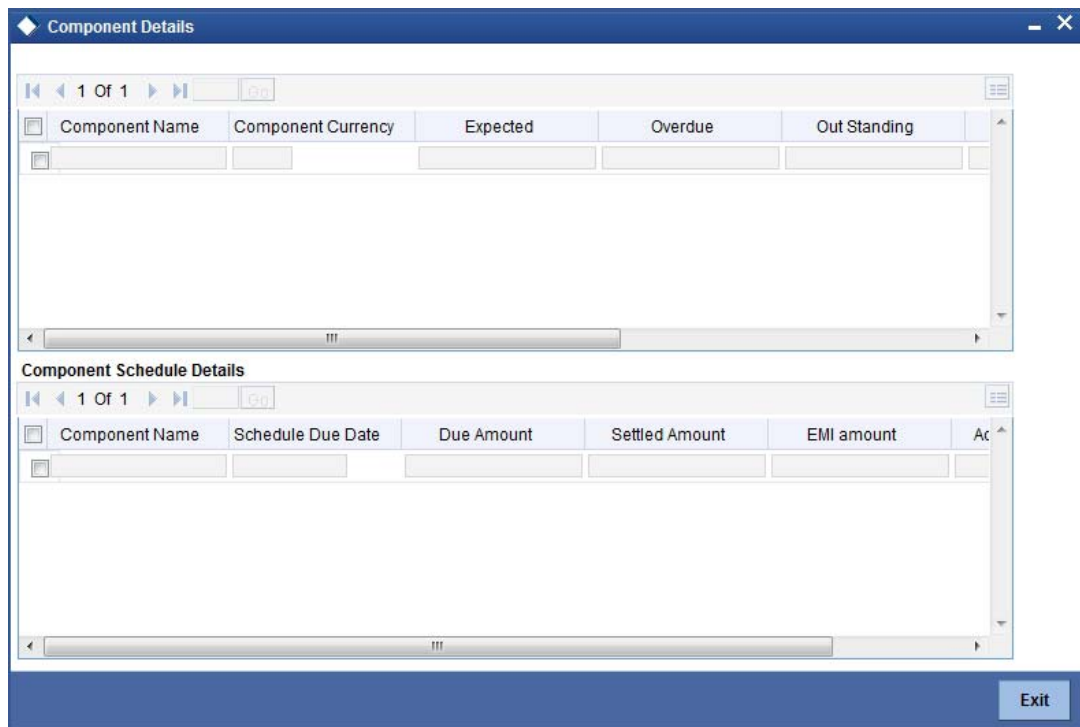 Component Details
1 Of 1 Go
Component Name Component Currency Expected Overdue Out Standing
Component Schedule Details
1 Of 1 Go
Component Name Schedule Due Date Due Amount Settled Amount EMI amount Ac
Exit